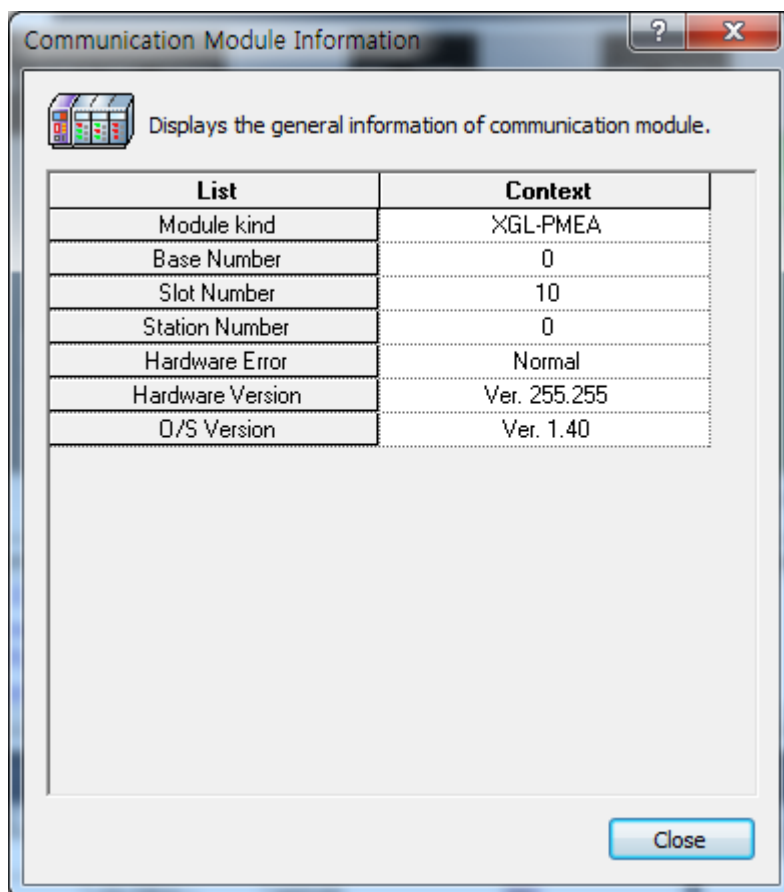 Communication Module Information
Displays the general information of communication module.
List Context
Module kind XGL-PMEA
Base Number 0
Slot Number 10
Station Number 0
Hardware Error Normal
Hardware Version Ver. 255.255
O/S Version Ver. 1.40
Close